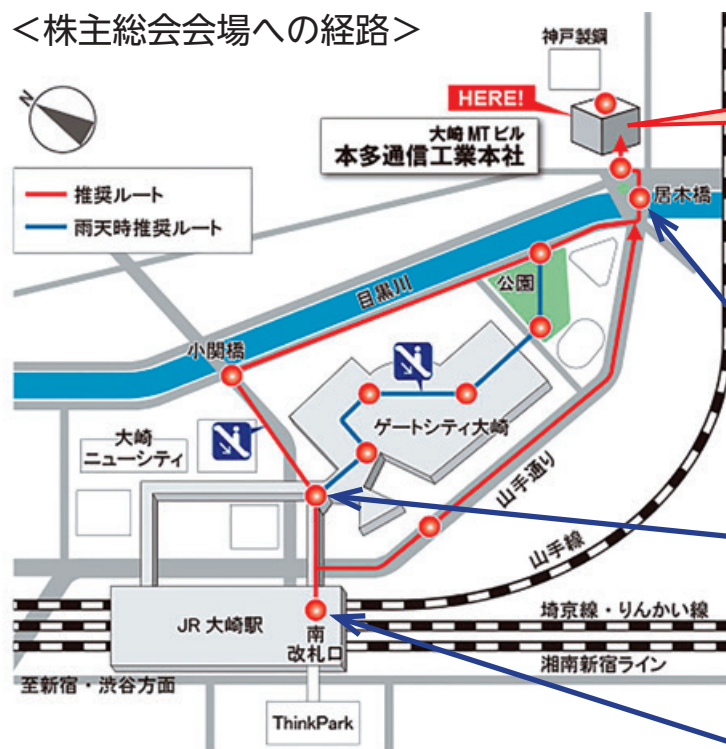 ＜株主総会会場への経路＞
神戸製鋼
N
HERE!
大崎 MT ビル
本多通信工業本社
推奨ルート
雨天時推奨ルート
居木橋
公園
目黒川
小関橋
大崎
ニューシティ
ゲートシティ大崎
山手通り
山手線
JR 大崎駅
南
改札口
埼京線・りんかい線
湘南新宿ライン
至新宿・渋谷方面
ThinkPark